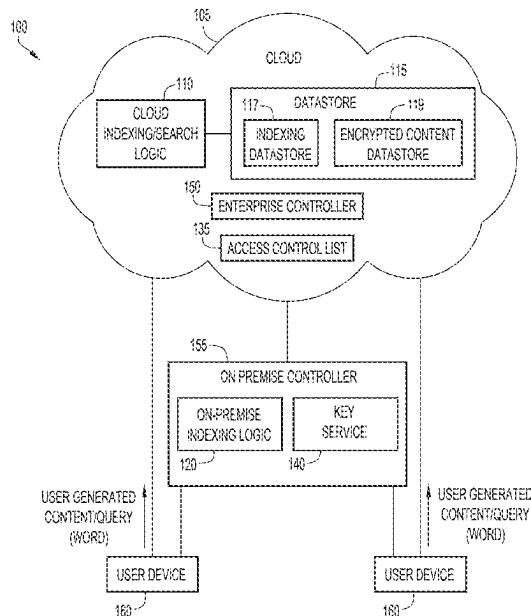 100
105
CLOUD
110
115
CLOUD
INDEXING/SEARCH
LOGIC
DATASTORE
117
119
INDEXING
DATASTORE
ENCRYPTED CONTENT
DATASTORE
150
ENTERPRISE CONTROLLER
135
ACCESS CONTROL LIST
155
ON PREMISE CONTROLLER
ON-PREMISE
INDEXING LOGIC
KEY
SERVICE
120
140
USER GENERATED
CONTENT/QUERY
(WORD)
USER GENERATED
CONTENT/QUERY
(WORD)
USER DEVICE
USER DEVICE
160
160